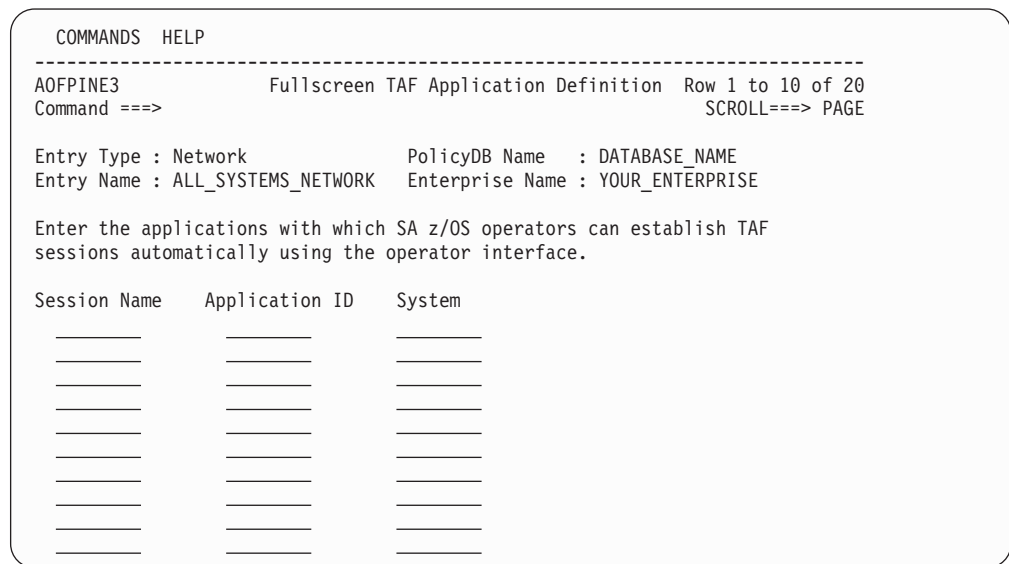 COMMANDS HELP
-------------------------------------------------------------------------------
AOFPINE3 Fullscreen TAF Application Definition Row 1 to 10 of 20
Command ===> SCROLL===> PAGE
Entry Type : Network PolicyDB Name : DATABASE_NAME
Entry Name : ALL_SYSTEMS_NETWORK Enterprise Name : YOUR_ENTERPRISE
Enter the applications with which SA z/OS operators can establish TAF
sessions automatically using the operator interface.
Session Name Application ID System